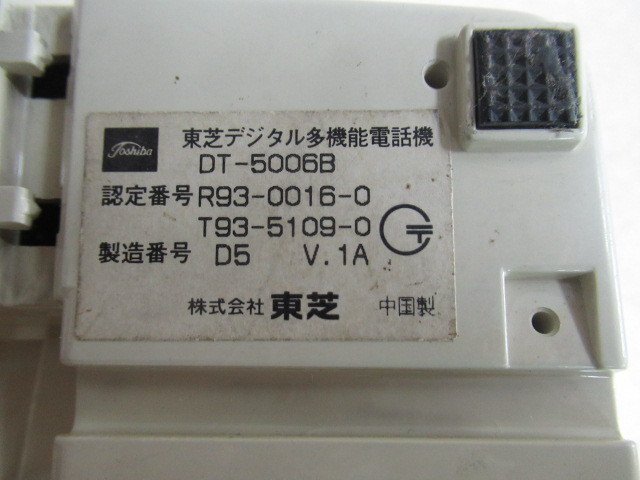 Toshiba
東芝デジタル多機能電話機
DT-5006B
認定番号 R93-0016-0
T93-5109-0
製造番号 D5 V.1A
株式会社 東芝 中国製